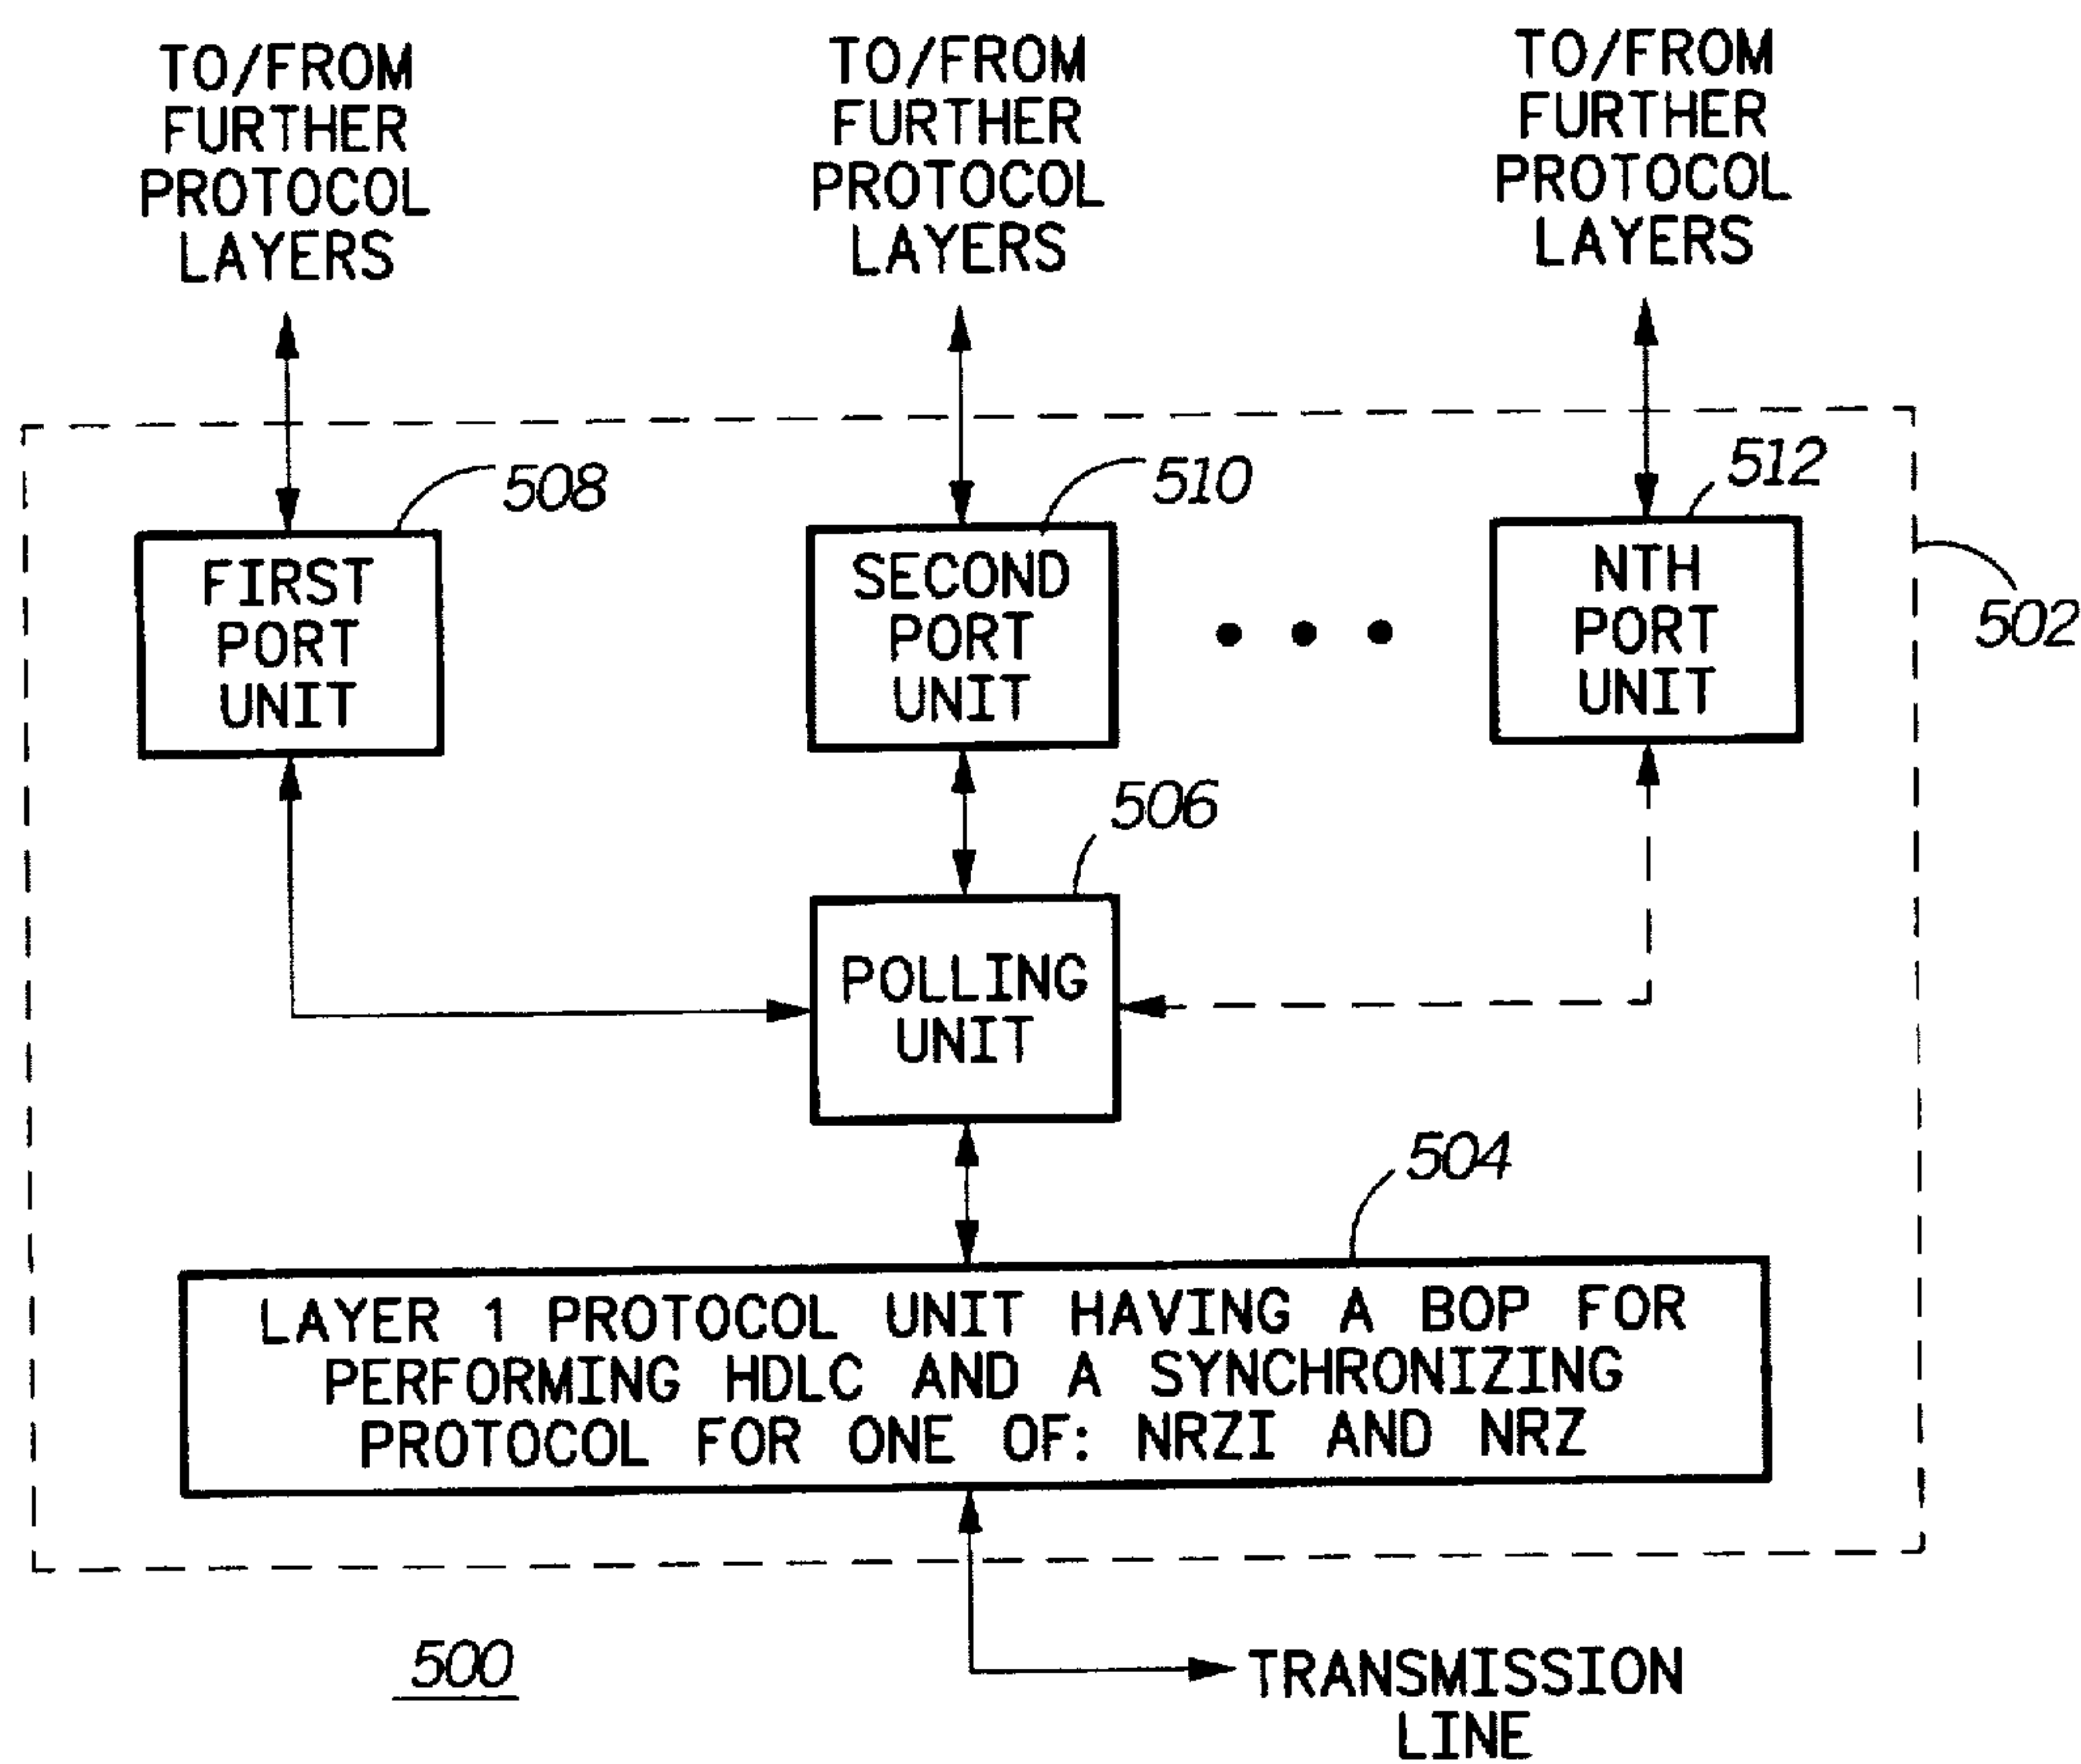 TO/FROM
FURTHER
PROTOCOL
LAYERS
TO/FROM
FURTHER
PROTOCOL
LAYERS
TO/FROM
FURTHER
PROTOCOL
LAYERS
508
510
512
502
FIRST
PORT
UNIT
SECOND
PORT
UNIT
NTH
PORT
UNIT
506
POLLING
UNIT
504
LAYER 1 PROTOCOL UNIT HAVING A BOP FOR
PERFORMING HDLC AND A SYNCHRONIZING
PROTOCOL FOR ONE OF: NRZI AND NRZ
500
TRANSMISSION
LINE